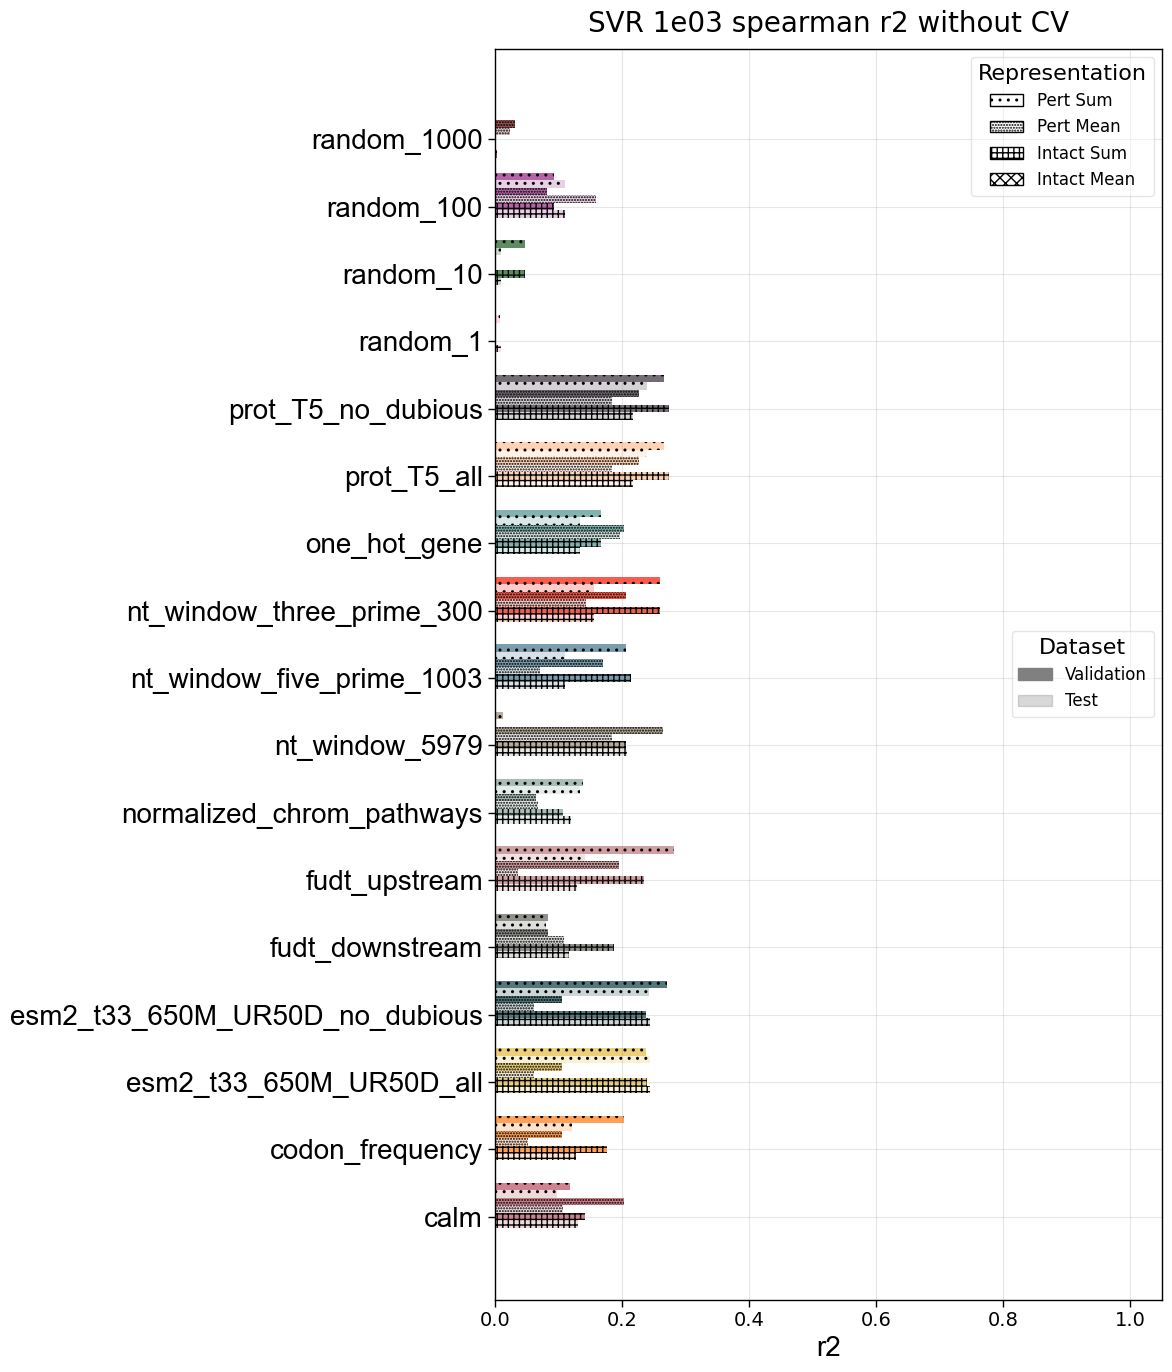 SVR 1e03 spearman r2 without CV
Representation
Pert Sum
Pert Mean
Intact Sum
Intact Mean
random_1000
random_100
random_10
random_1
prot_T5_no_dubious
prot_T5_all
one_hot_gene
nt_window_three_prime_300
nt_window_five_prime_1003
Dataset
Validation
Test
nt_window_5979
normalized_chrom_pathways
fudt_upstream
fudt_downstream
esm2_t33_650M_UR50D_no_dubious
esm2_t33_650M_UR50D_all
codon_frequency
calm
0.0 0.2 0.4 0.6 0.8 1.0
r2